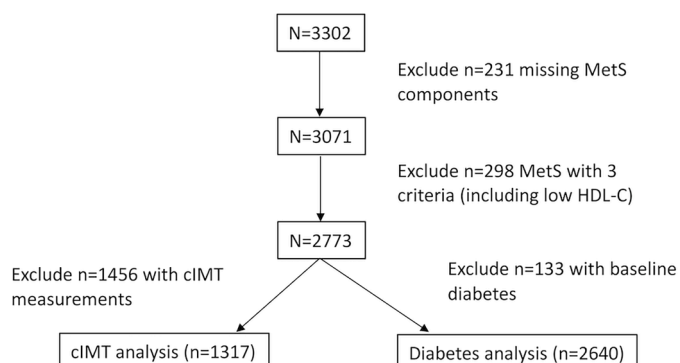 N=3302
Exclude n=231 missing MetS
components
N=3071
Exclude n=298 MetS with 3
criteria (including low HDL-C)
N=2773
Exclude n=1456 with cIMT
measurements
Exclude n=133 with baseline
diabetes
cIMT analysis (n=1317)
Diabetes analysis (n=2640)